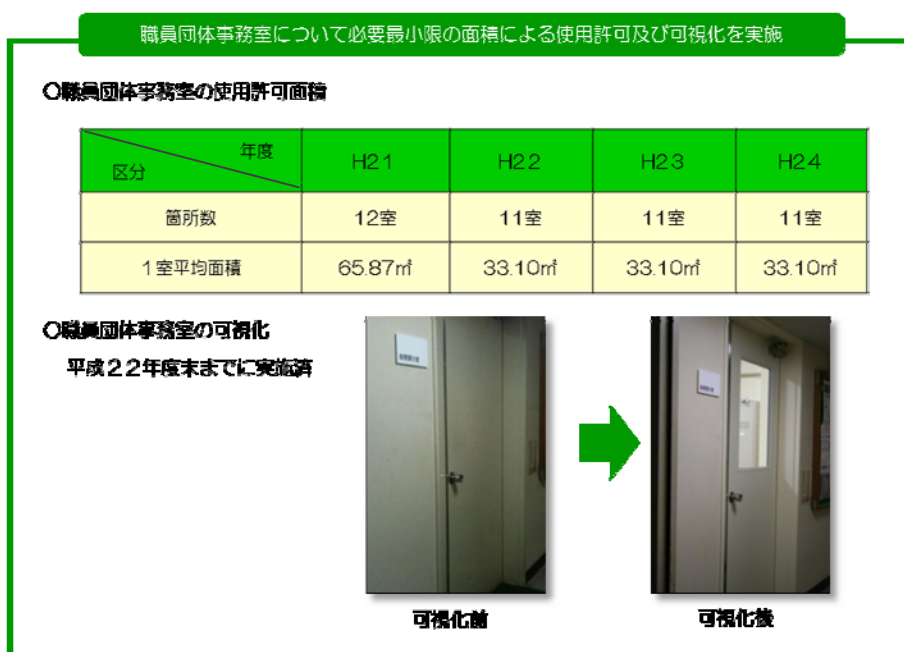 職員団体事務室について必要最小限の面積による使用許可及び可視化を実施
○職員団体事務室の使用許可面積
年度
区分
H21 H22 H23 H24
箇所数 12室 11室 11室 11室
1室平均面積 65.87㎡ 33.10㎡ 33.10㎡ 33.10㎡
○職員団体事務室の可視化
平成22年度末までに実施済
可視化前 可視化後